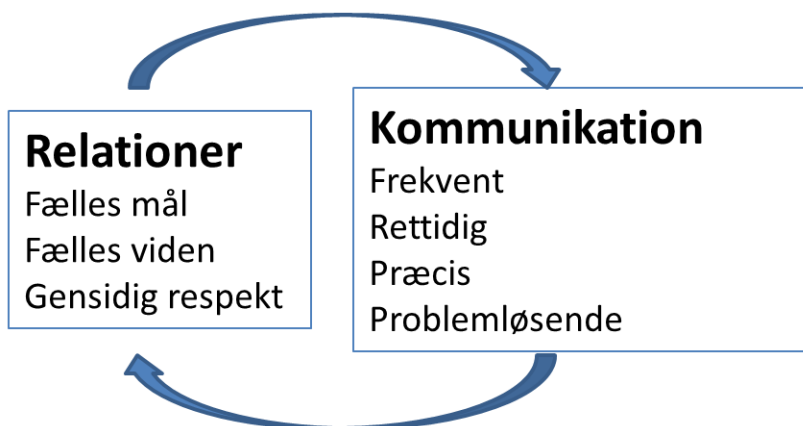 Relationer
Fælles mål
Fælles viden
Gensidig respekt
Kommunikation
Frekvent
Rettidig
Præcis
Problemløsende